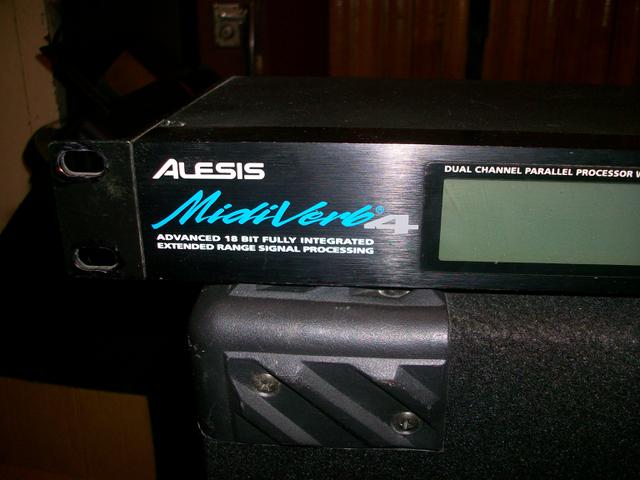 ALESIS
MidiVerb® 4
ADVANCED 18 BIT FULLY INTEGRATED
EXTENDED RANGE SIGNAL PROCESSING
DUAL CHANNEL PARALLEL PROCESSOR W